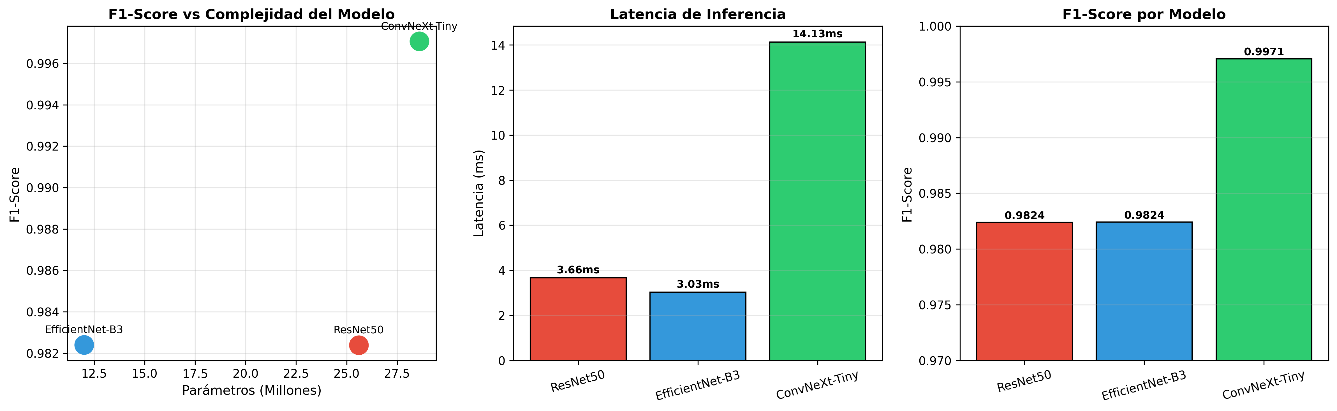 F1-Score vs Complejidad del Modelo
ConvNeXt-Tiny
0.996
0.994
0.992
0.990
0.988
0.986
0.984
0.982
F1-Score
EfficientNet-B3
ResNet50
12.5 15.0 17.5 20.0 22.5 25.0 27.5
Parámetros (Millones)
Latencia de Inferencia
14.13ms
14
12
10
8
6
4
2
0
Latencia (ms)
3.66ms
3.03ms
ResNet50 EfficientNet-B3 ConvNeXt-Tiny
F1-Score por Modelo
1.000
0.995
0.990
0.985
0.980
0.975
0.970
F1-Score
0.9971
0.9824 0.9824
ResNet50 EfficientNet-B3 ConvNeXt-Tiny